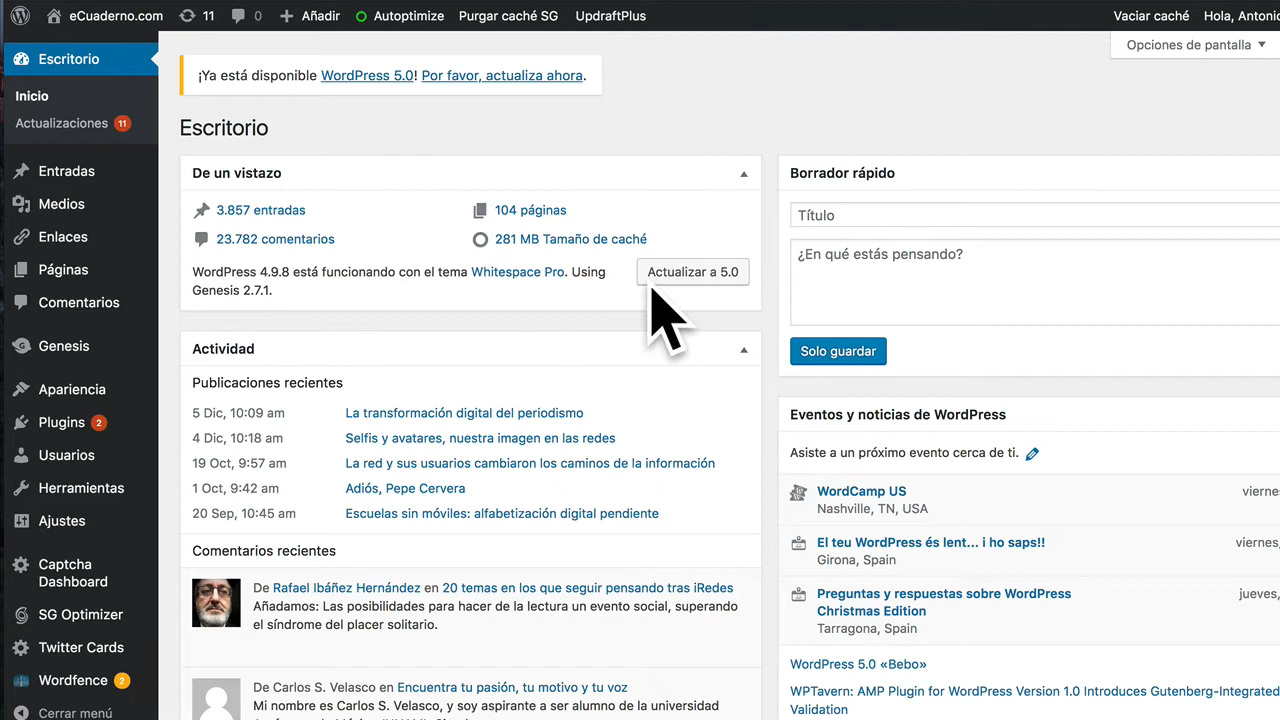 eCuaderno.com 11 0 Añadir Autoptimize Purgar caché SG UpdraftPlus Vaciar caché Hola, Antonio
Opciones de pantalla
Escritorio
Inicio
Actualizaciones 11
Entradas
Medios
Enlaces
Páginas
Comentarios
Genesis
Apariencia
Plugins 2
Usuarios
Herramientas
Ajustes
Captcha
Dashboard
SG Optimizer
Twitter Cards
Wordfence 2
Cerrar menú
¡Ya está disponible WordPress 5.0! Por favor, actualiza ahora.
Escritorio
De un vistazo
3.857 entradas 104 páginas
23.782 comentarios 281 MB Tamaño de caché
WordPress 4.9.8 está funcionando con el tema Whitespace Pro. Using
Genesis 2.7.1.
Actualizar a 5.0
Actividad
Publicaciones recientes
5 Dic, 10:09 am La transformación digital del periodismo
4 Dic, 10:18 am Selfis y avatares, nuestra imagen en las redes
19 Oct, 9:57 am La red y sus usuarios cambiaron los caminos de la información
1 Oct, 9:42 am Adiós, Pepe Cervera
20 Sep, 10:45 am Escuelas sin móviles: alfabetización digital pendiente
Comentarios recientes
De Rafael Ibáñez Hernández en 20 temas en los que seguir pensando tras iRedes
Añadamos: Las posibilidades para hacer de la lectura un evento social, superando
el síndrome del placer solitario.
De Carlos S. Velasco en Encuentra tu pasión, tu motivo y tu voz
Mi nombre es Carlos S. Velasco, y soy aspirante a ser alumno de la universidad
Borrador rápido
Título
¿En qué estás pensando?
Solo guardar
Eventos y noticias de WordPress
Asiste a un próximo evento cerca de ti.
WordCamp US viernes,
Nashville, TN, USA
El teu WordPress és lent... i ho saps!! viernes,
Girona, Spain
Preguntas y respuestas sobre WordPress jueves,
Christmas Edition
Tarragona, Spain
WordPress 5.0 «Bebo»
WPTavern: AMP Plugin for WordPress Version 1.0 Introduces Gutenberg-Integrated
Validation